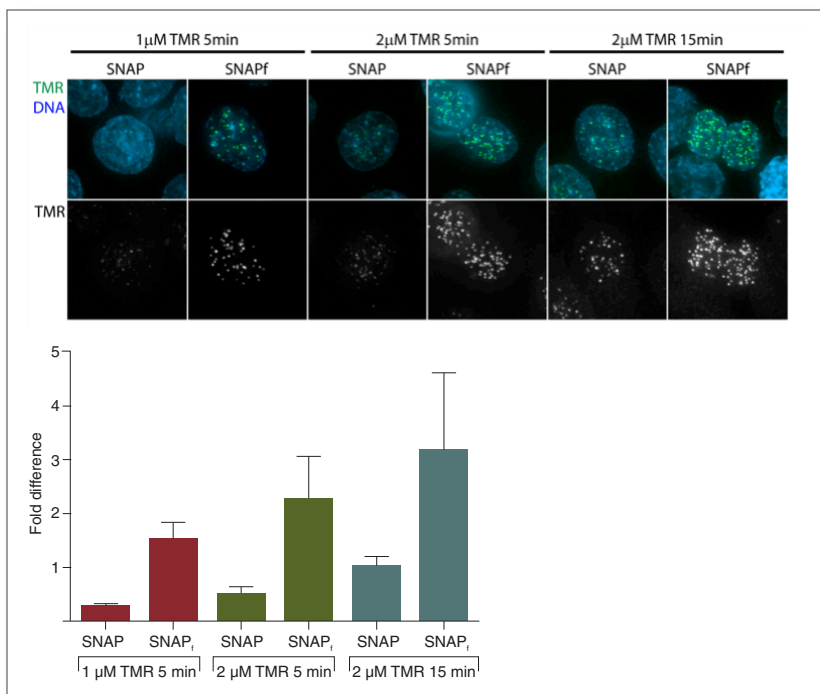 1µM TMR 5min 2µM TMR 5min 2µM TMR 15min
SNAP SNAPf SNAP SNAPf SNAP SNAPf
TMR
DNA
TMR
5
4
3
2
1
Fold difference
SNAP SNAPf SNAP SNAPf SNAP SNAPf
1 µM TMR 5 min 2 µM TMR 5 min 2 µM TMR 15 min